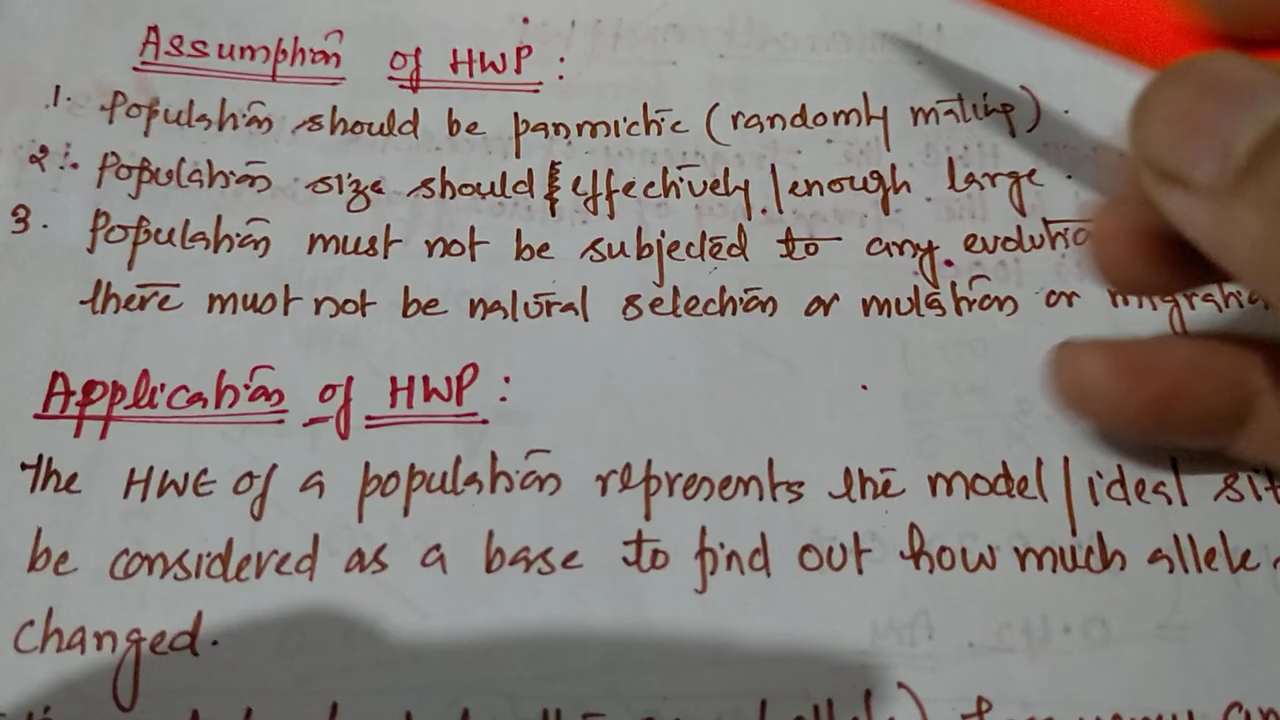 Assumption of HWP :
1. Population should be panmictic (randomly mating).
2. Population size should effectively/enough large.
3. Population must not be subjected to any
there must not be natural selection or mutation or
Application of HWP :
The HWE of a population represents the model/ideal
be considered as a base to find out how much allele
changed.